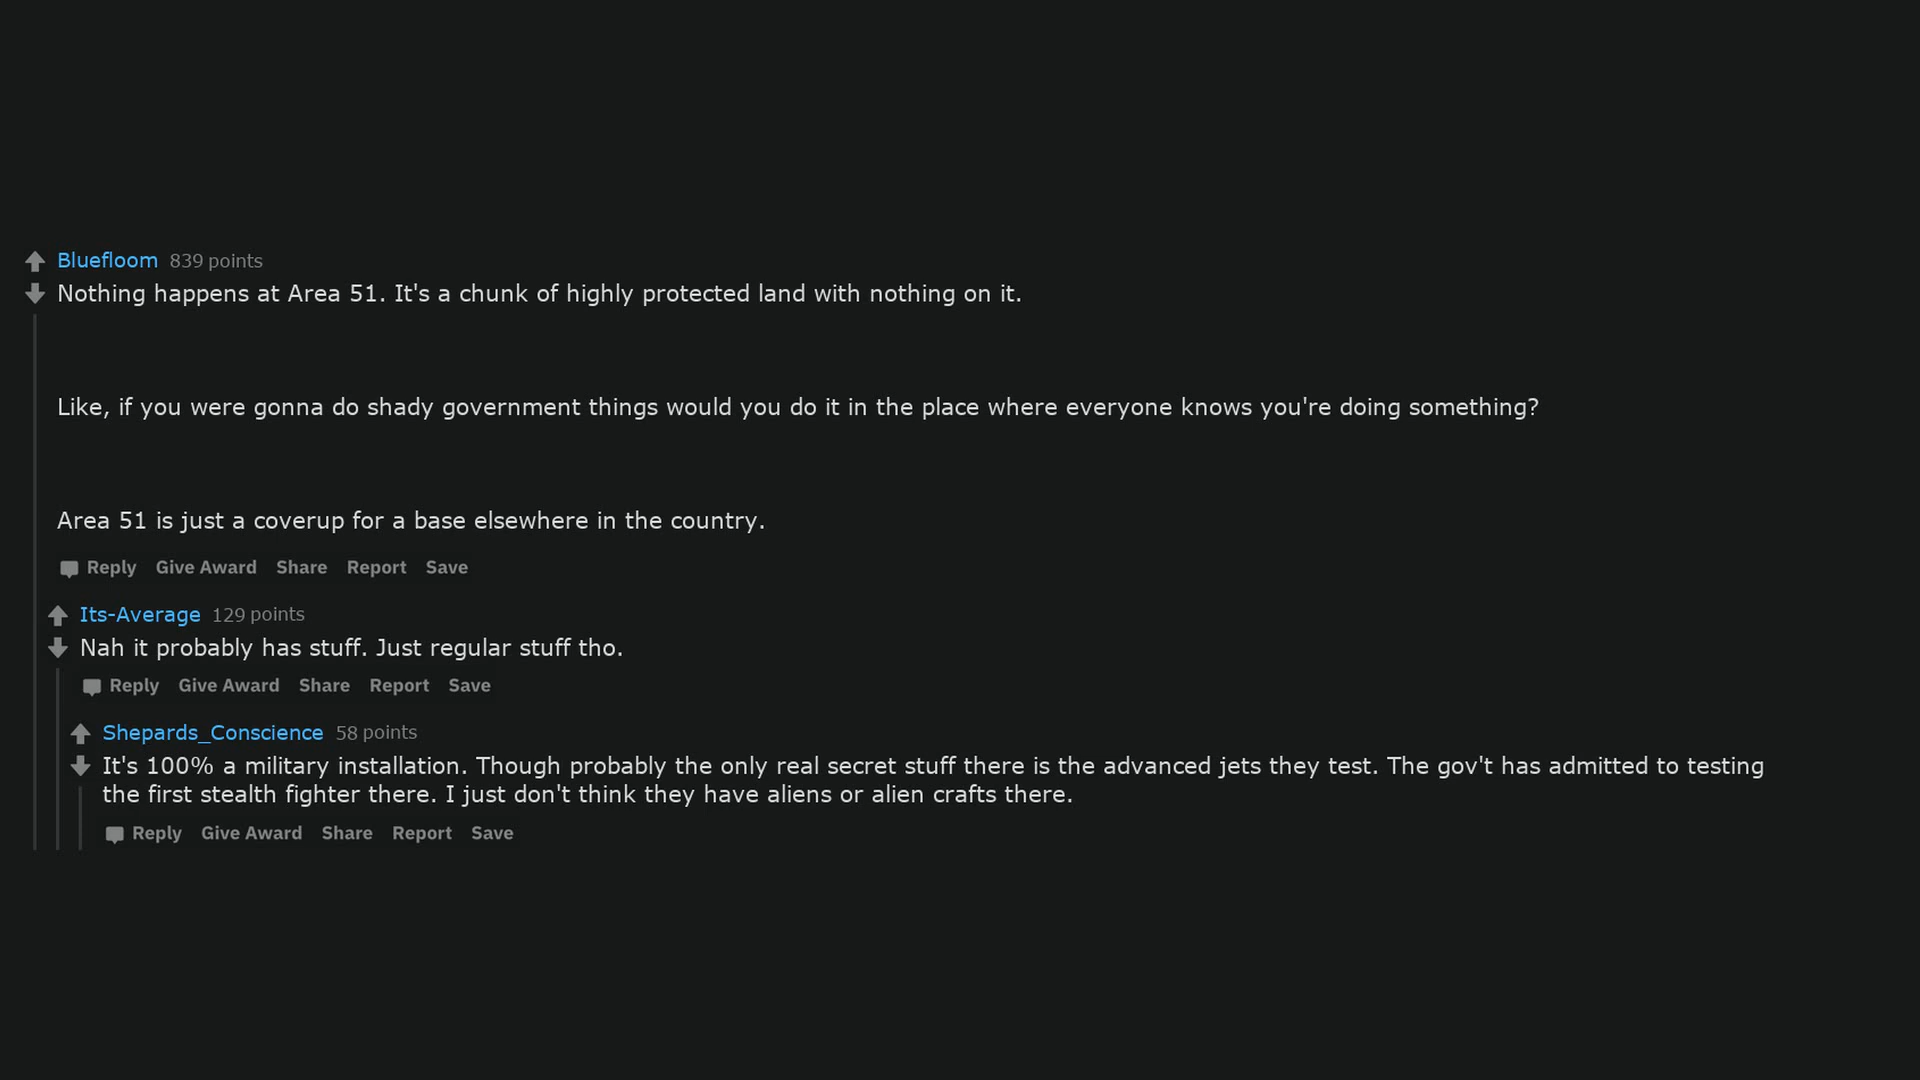 Bluefloom 839 points
Nothing happens at Area 51. It's a chunk of highly protected land with nothing on it.
Like, if you were gonna do shady government things would you do it in the place where everyone knows you're doing something?
Area 51 is just a coverup for a base elsewhere in the country.
Reply Give Award Share Report Save
Its-Average 129 points
Nah it probably has stuff. Just regular stuff tho.
Reply Give Award Share Report Save
Shepards_Conscience 58 points
It's 100% a military installation. Though probably the only real secret stuff there is the advanced jets they test. The gov't has admitted to testing
the first stealth fighter there. I just don't think they have aliens or alien crafts there.
Reply Give Award Share Report Save